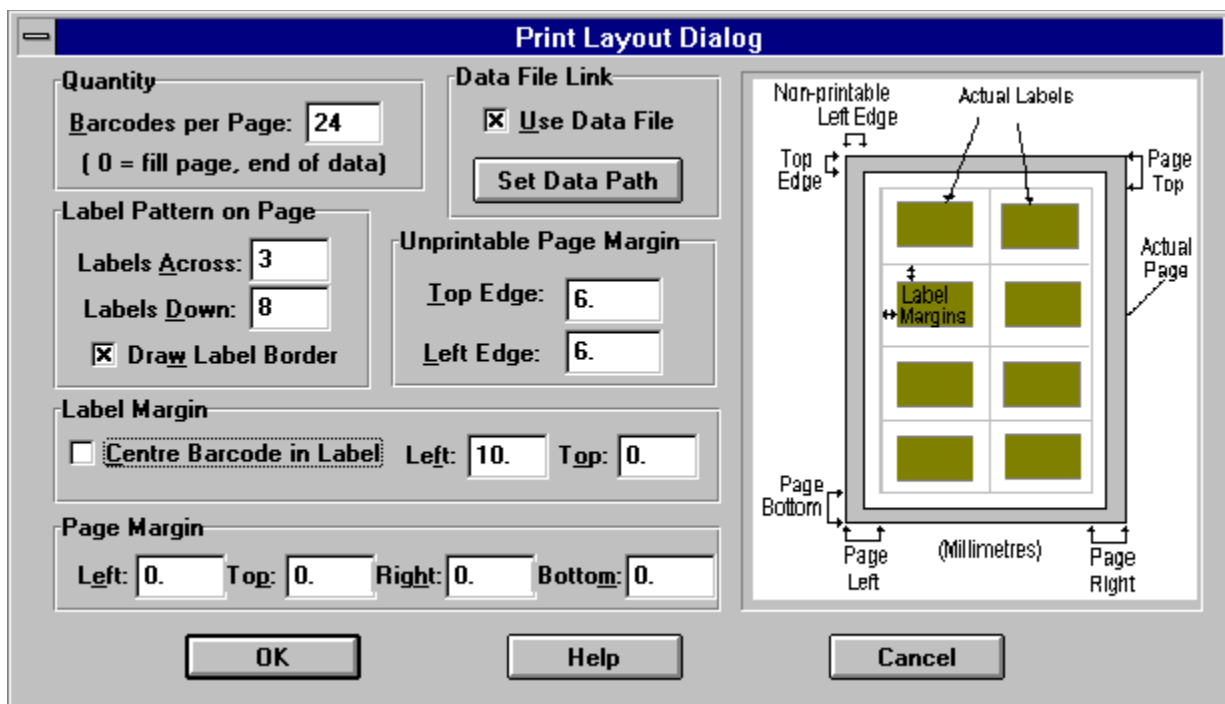 Print Layout Dialog
Quantity
Barcodes per Page: 24
( 0 = fill page, end of data)
Data File Link
Use Data File
Set Data Path
Label Pattern on Page
Labels Across: 3
Labels Down: 8
Draw Label Border
Unprintable Page Margin
Top Edge: 6.
Left Edge: 6.
Label Margin
Centre Barcode in Label Left: 10. Top: 0.
Page Margin
Left: 0. Top: 0. Right: 0. Bottom: 0.
OK Help Cancel
Non-printable
Left Edge
Actual Labels
Top
Edge
Page
Top
Actual
Page
Label
Margins
Page
Bottom
Page
Left
(Millimetres)
Page
Right